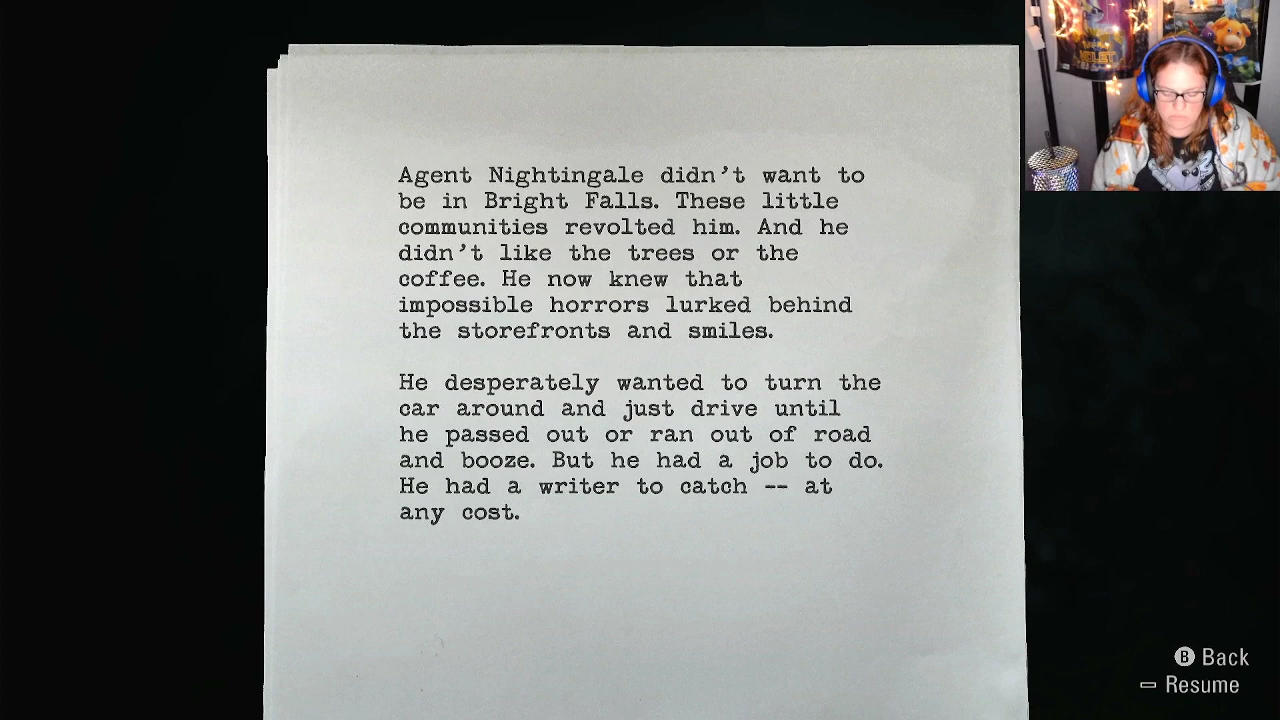 Agent Nightingale didn't want to
be in Bright Falls. These little
communities revolted him. And he
didn't like the trees or the
coffee. He now knew that
impossible horrors lurked behind
the storefronts and smiles.
He desperately wanted to turn the
car around and just drive until
he passed out or ran out of road
and booze. But he had a job to do.
He had a writer to catch -- at
any cost.
VIOLET
B Back
Resume